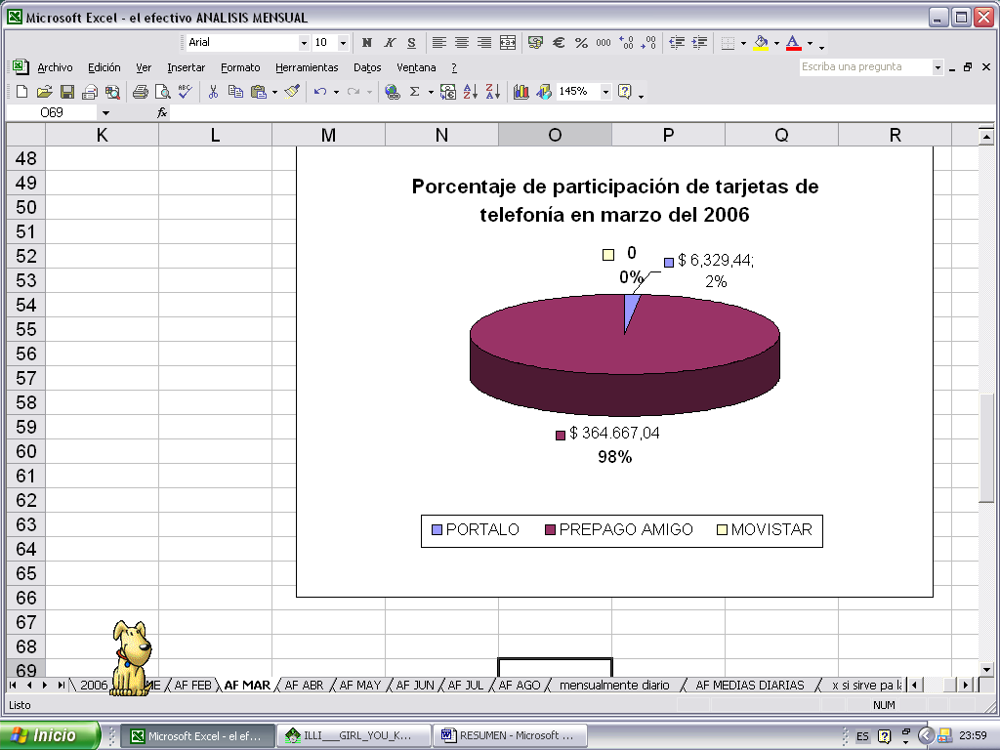 Microsoft Excel - el efectivo ANALISIS MENSUAL
Arial 10 N K S € % 000
Archivo Edición Ver Insertar Formato Herramientas Datos Ventana ? Escriba una pregunta
145%
O69 fx
K L M N O P Q R
48
49
50
51
52
53
54
55
56
57
58
59
60
61
62
63
64
65
66
67
68
69
Porcentaje de participación de tarjetas de
telefonía en marzo del 2006
0
0%
$ 6,329,44;
2%
$ 364.667,04
98%
PORTALO PREPAGO AMIGO MOVISTAR
2006 NE AF FEB AF MAR AF ABR AF MAY AF JUN AF JUL AF AGO mensualmente diario AF MEDIAS DIARIAS x si sirve pa la
Listo NUM
Inicio Microsoft Excel - el ef... ILLI___GIRL_YOU_K... RESUMEN - Microsoft ... ES 23:59